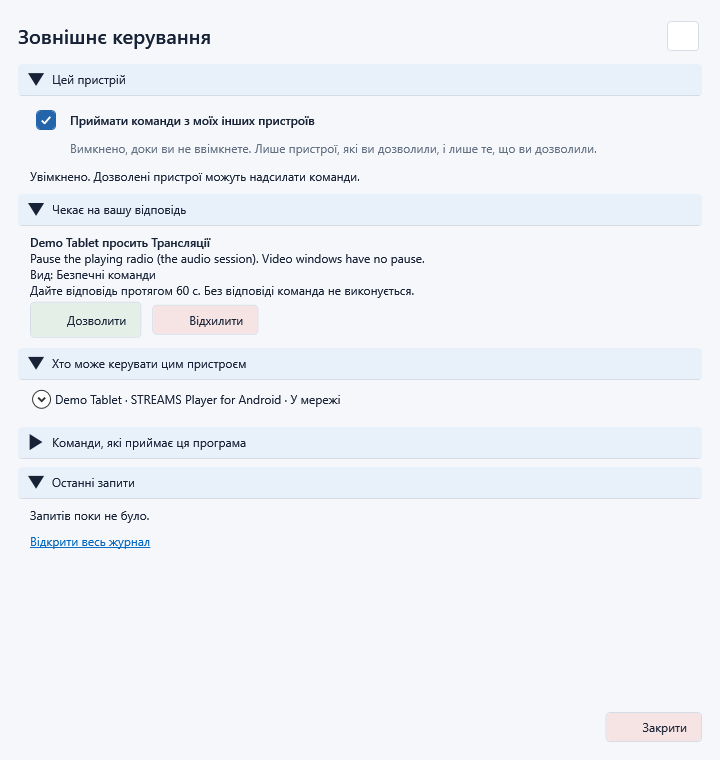 Зовнішнє керування
Цей пристрій
Приймати команди з моїх інших пристроїв
Вимкнено, доки ви не ввімкнете. Лише пристрої, які ви дозволили, і лише те, що ви дозволили.
Увімкнено. Дозволені пристрої можуть надсилати команди.
Чекає на вашу відповідь
Demo Tablet просить Трансляції
Pause the playing radio (the audio session). Video windows have no pause.
Вид: Безпечні команди
Дайте відповідь протягом 60 с. Без відповіді команда не виконується.
Дозволити
Відхилити
Хто може керувати цим пристроєм
Demo Tablet · STREAMS Player for Android · У мережі
Команди, які приймає ця програма
Останні запити
Запитів поки не було.
Відкрити весь журнал
Закрити